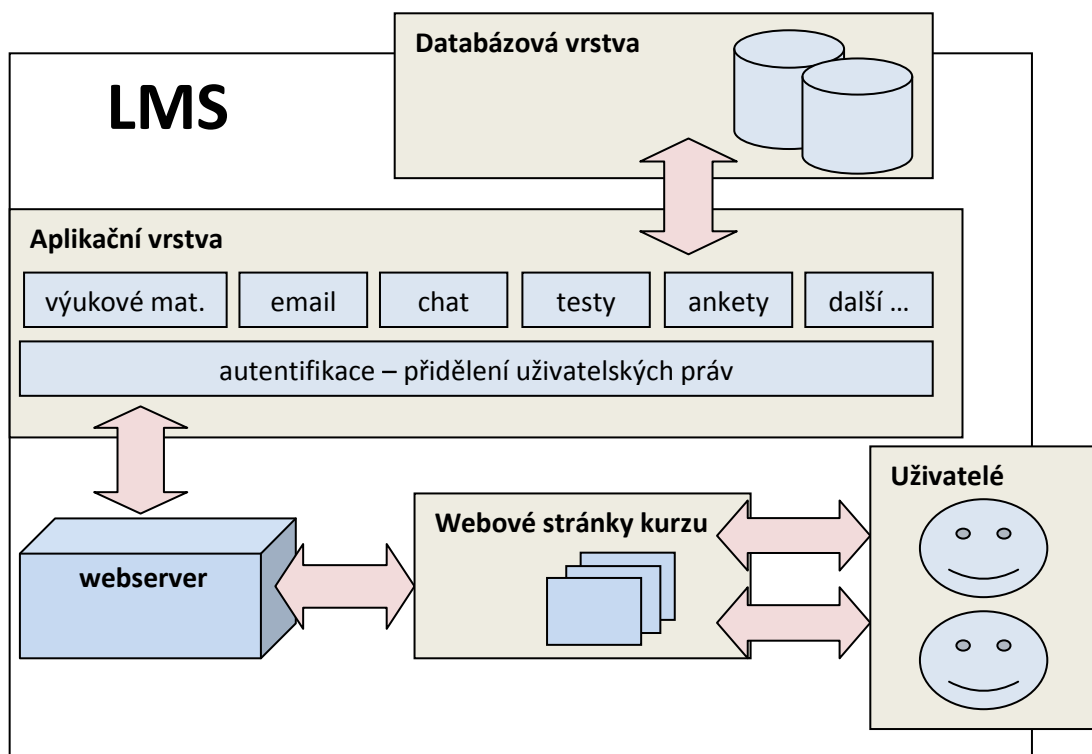 Databázová vrstva
LMS
Aplikační vrstva
výukové mat.
email
chat
testy
ankety
další ...
autentifikace – přidělení uživatelských práv
Uživatelé
Webové stránky kurzu
webserver